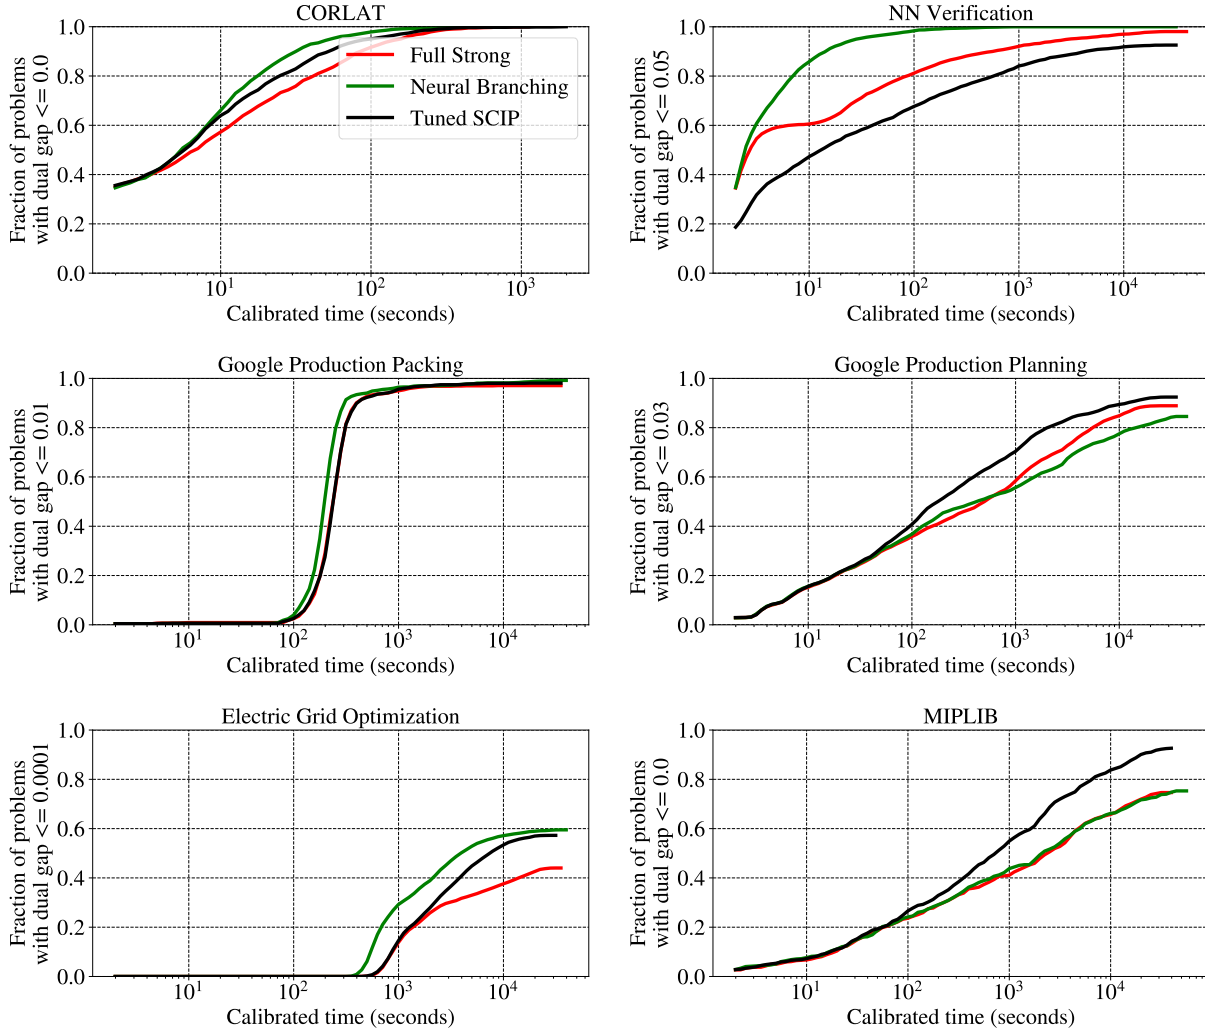 CORLAT
Fraction of problems
with dual gap <= 0.0
1.0
0.8
0.6
0.4
0.2
0.0
Full Strong
Neural Branching
Tuned SCIP
10¹
10²
10³
Calibrated time (seconds)
NN Verification
Fraction of problems
with dual gap <= 0.05
1.0
0.8
0.6
0.4
0.2
0.0
10¹
10²
10³
10⁴
Calibrated time (seconds)
Google Production Packing
Fraction of problems
with dual gap <= 0.01
1.0
0.8
0.6
0.4
0.2
0.0
10¹
10²
10³
10⁴
Calibrated time (seconds)
Google Production Planning
Fraction of problems
with dual gap <= 0.03
1.0
0.8
0.6
0.4
0.2
0.0
10¹
10²
10³
10⁴
Calibrated time (seconds)
Electric Grid Optimization
Fraction of problems
with dual gap <= 0.0001
1.0
0.8
0.6
0.4
0.2
0.0
10¹
10²
10³
10⁴
Calibrated time (seconds)
MIPLIB
Fraction of problems
with dual gap <= 0.0
1.0
0.8
0.6
0.4
0.2
0.0
10¹
10²
10³
10⁴
Calibrated time (seconds)